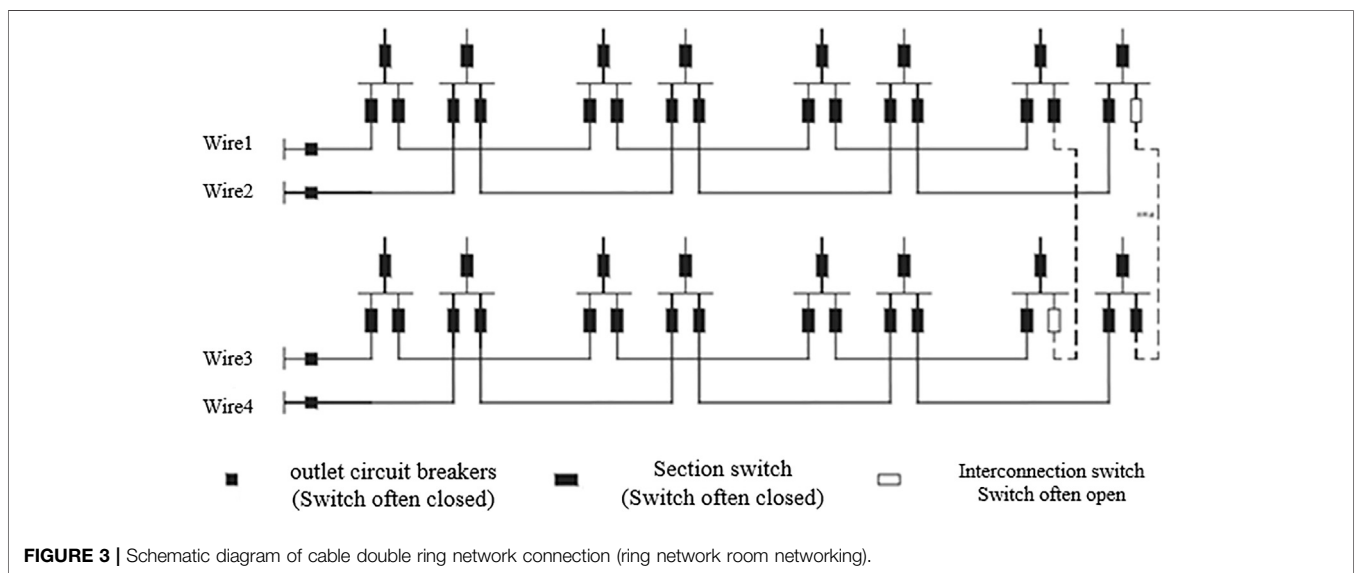 Wire1
Wire2
Wire3
Wire4
outlet circuit breakers
(Switch often closed)
Section switch
(Switch often closed)
Interconnection switch
Switch often open
FIGURE 3 | Schematic diagram of cable double ring network connection (ring network room networking).